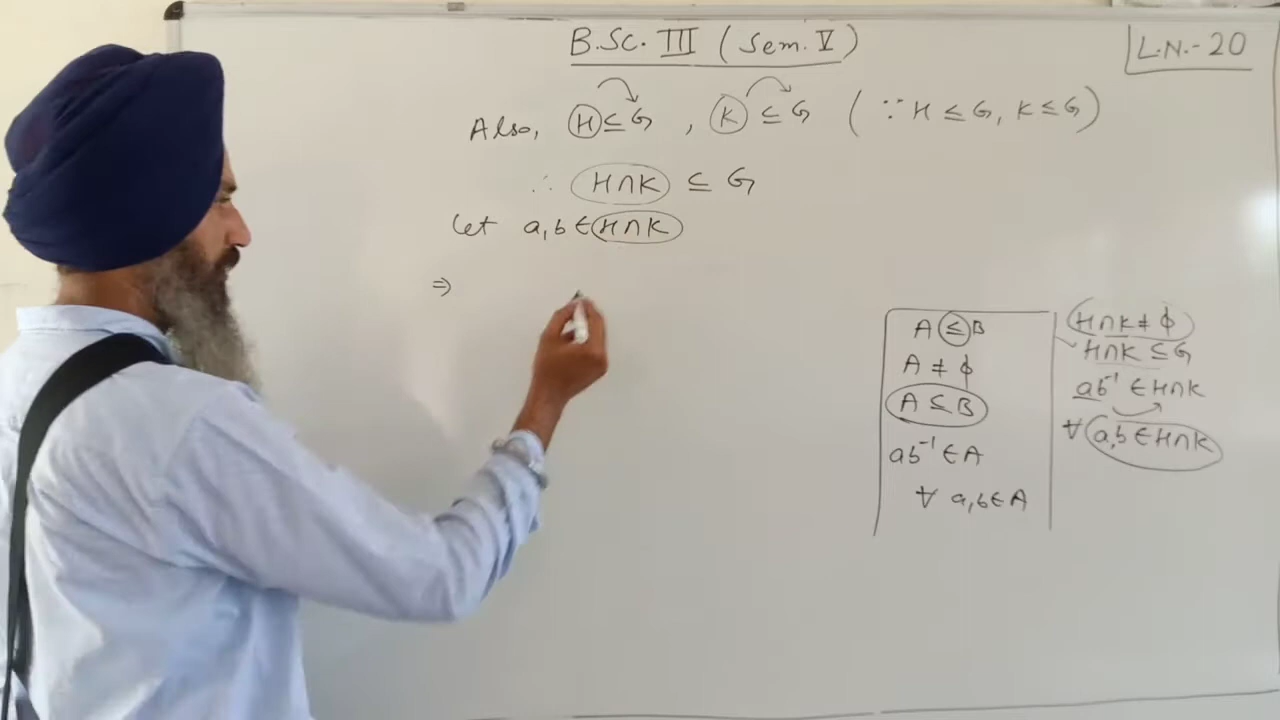 B.Sc. III (Sem. V)
L.N.-20
Also, H ⊆ G, K ⊆ G (∵ H ≤ G, K ≤ G)
∴ H∩K ⊆ G
Let a,b ∈ H∩K
⇒
A ≤ B
A ≠ ϕ
A ⊆ B
ab⁻¹ ∈ A
∀ a,b ∈ A
H∩K ≠ ϕ
H∩K ⊆ G
ab⁻¹ ∈ H∩K
∀ a,b ∈ H∩K